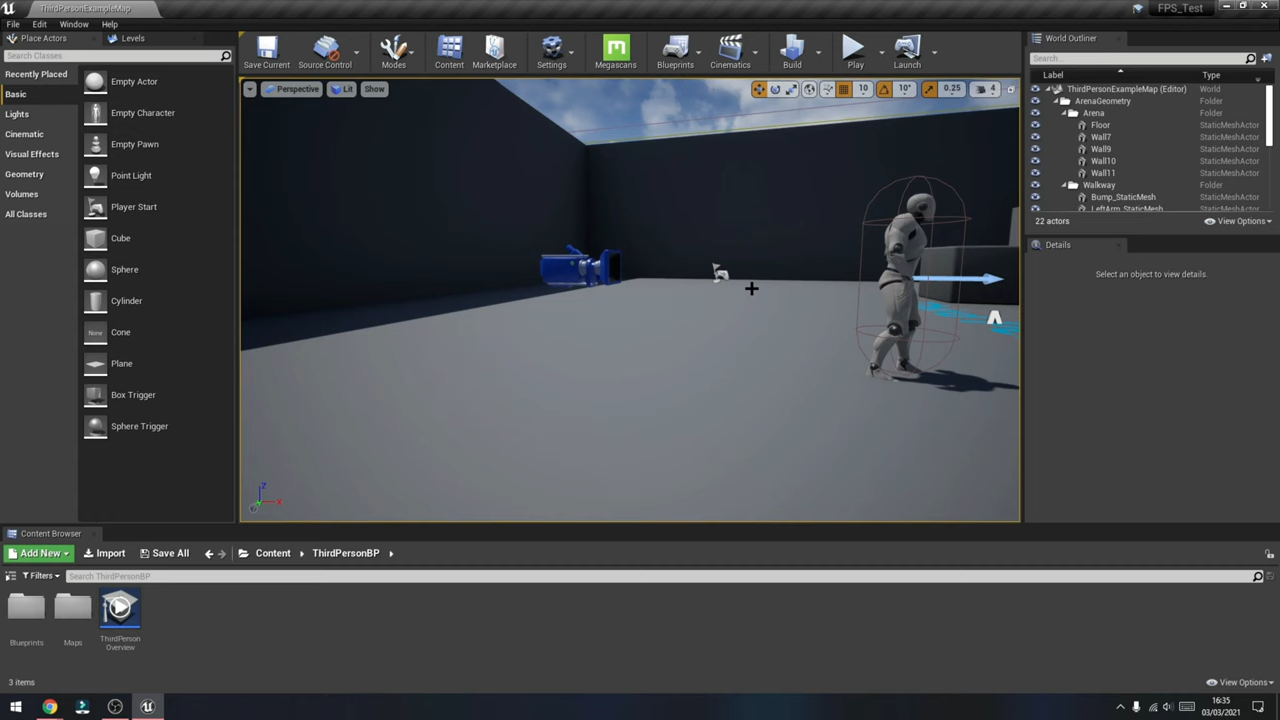 ThirdPersonExampleMap
FPS_Test
File Edit Window Help
Place Actors
Levels
Search Classes
Recently Placed
Basic
Lights
Cinematic
Visual Effects
Geometry
Volumes
All Classes
Empty Actor
Empty Character
Empty Pawn
Point Light
Player Start
Cube
Sphere
Cylinder
None
Cone
Plane
Box Trigger
Sphere Trigger
Save Current
Source Control
Modes
Content
Marketplace
Settings
Megascans
Blueprints
Cinematics
Build
Play
Launch
Perspective
Lit
Show
10
10°
0.25
4
Z
X
World Outliner
Search...
Label Type
ThirdPersonExampleMap (Editor) World
ArenaGeometry Folder
Arena Folder
Floor StaticMeshActor
Wall7 StaticMeshActor
Wall9 StaticMeshActor
Wall10 StaticMeshActor
Wall11 StaticMeshActor
Walkway Folder
Bump_StaticMesh StaticMeshActor
LeftArm_StaticMesh StaticMeshActor
22 actors
View Options
Details
Select an object to view details.
Content Browser
Add New
Import
Save All
Content
ThirdPersonBP
Filters
Search ThirdPersonBP
Blueprints
Maps
ThirdPerson
Overview
3 items
View Options
16:35
03/03/2021